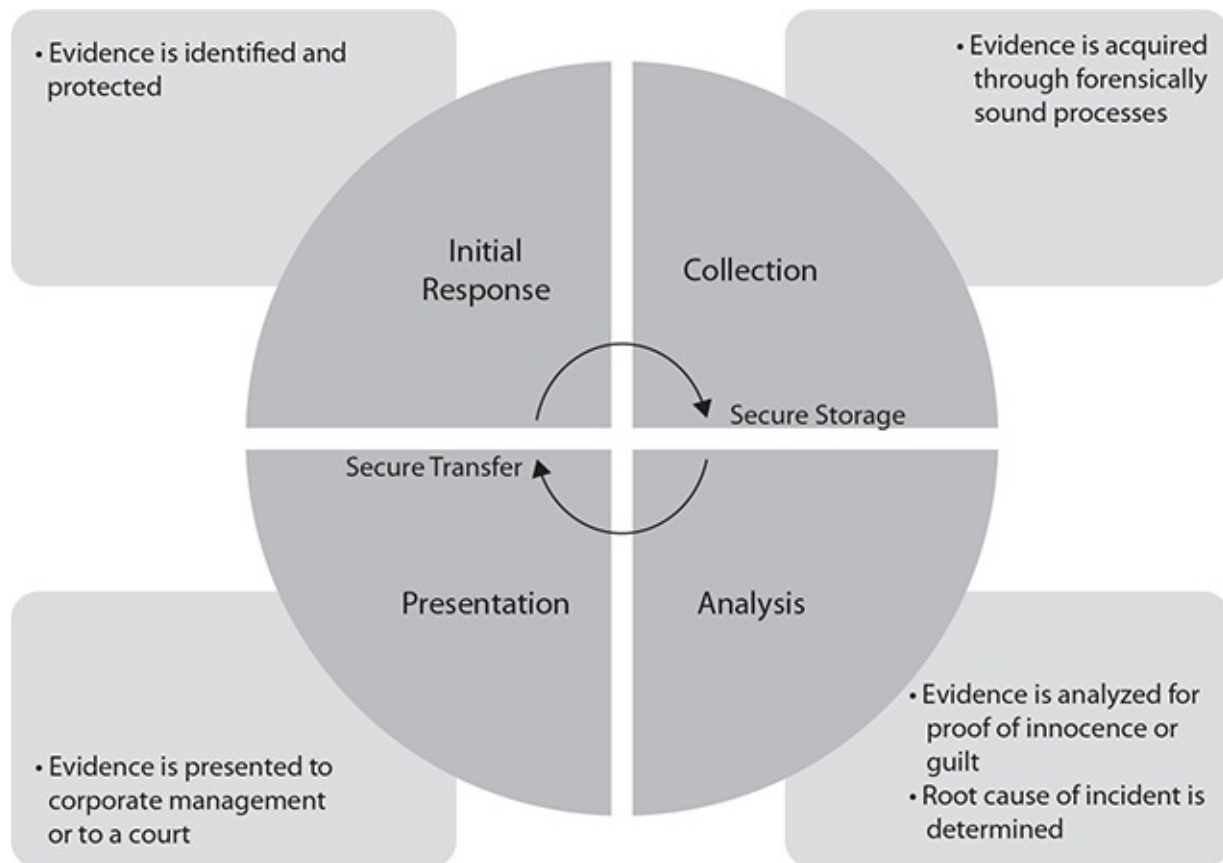 • Evidence is identified and
protected
• Evidence is acquired
through forensically
sound processes
Initial
Response
Collection
Secure Storage
Secure Transfer
Presentation
Analysis
• Evidence is presented to
corporate management
or to a court
• Evidence is analyzed for
proof of innocence or
guilt
• Root cause of incident is
determined